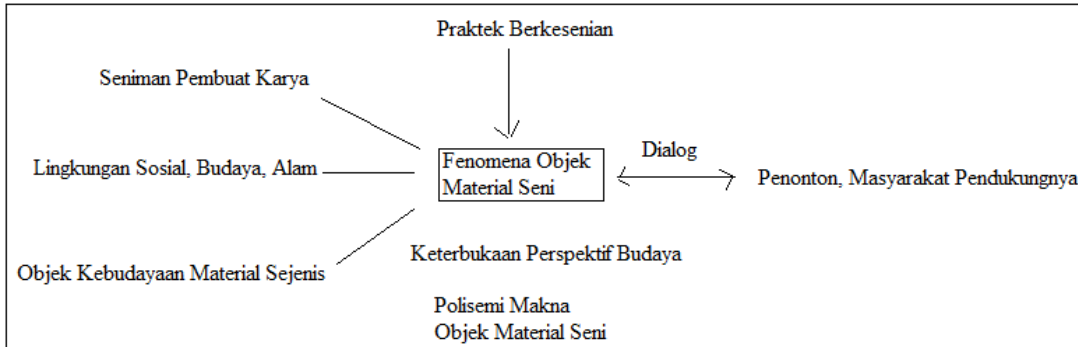 Praktek Berkesenian
Seniman Pembuat Karya
Lingkungan Sosial, Budaya, Alam
Fenomena Objek
Material Seni
Dialog
Penonton, Masyarakat Pendukungnya
Keterbukaan Perspektif Budaya
Objek Kebudayaan Material Sejenis
Polisemi Makna
Objek Material Seni